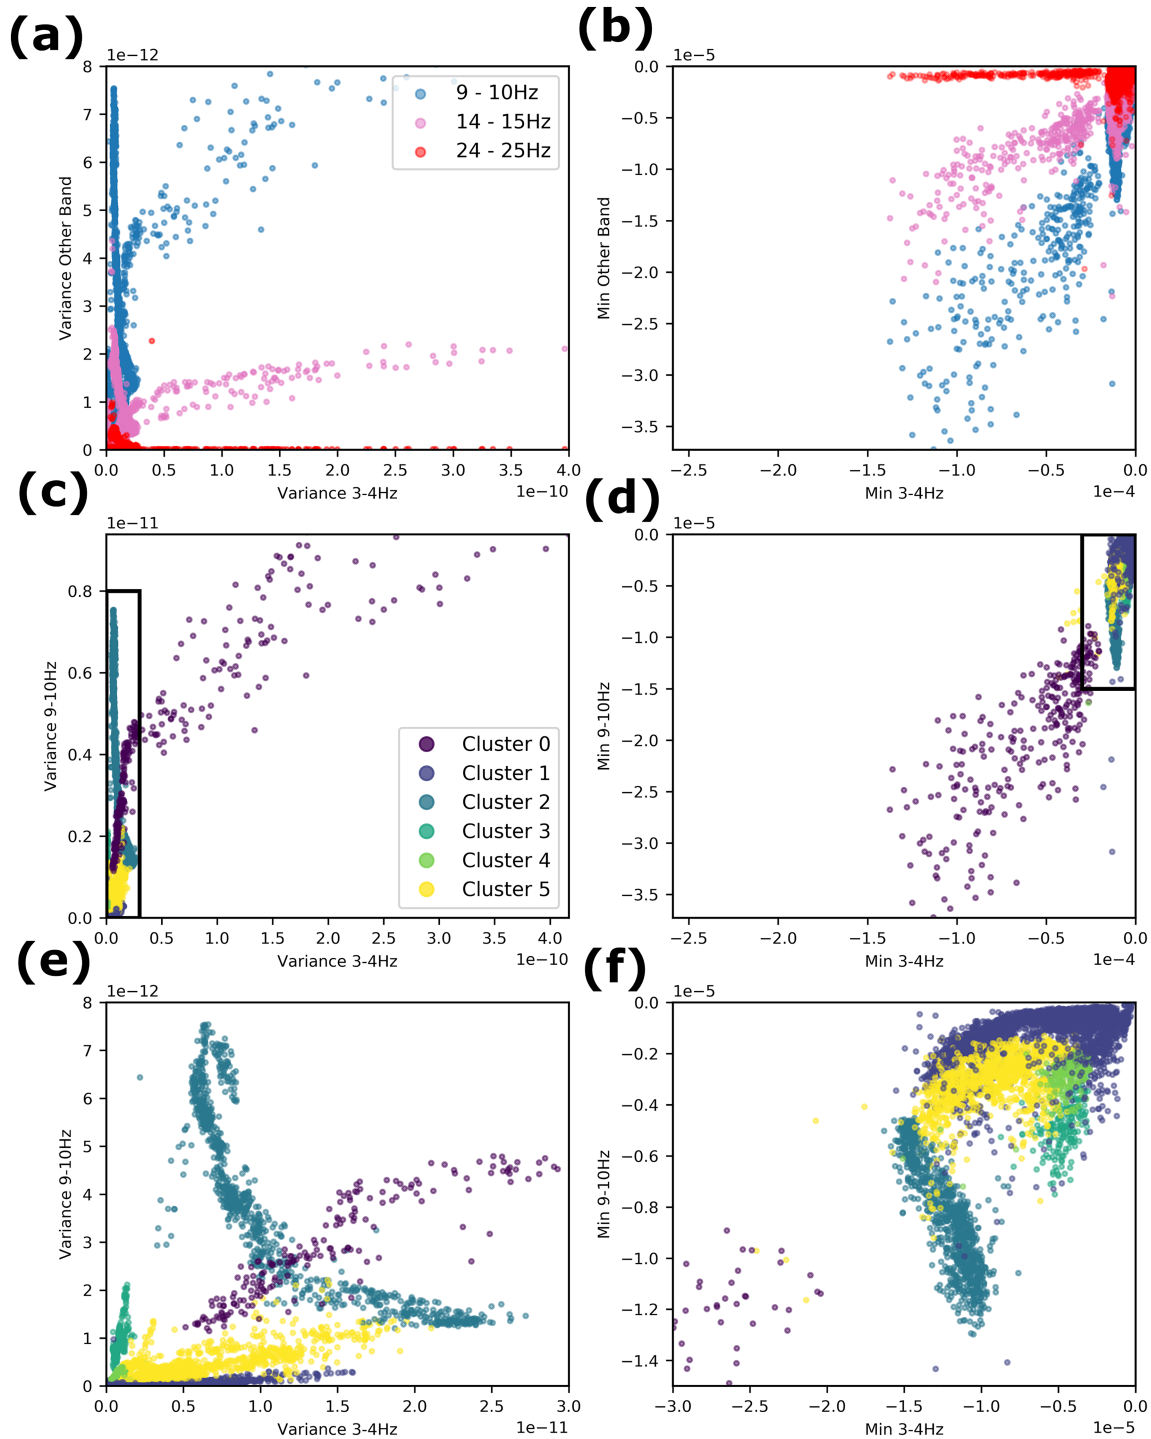 (a)
1e−12
8
7
6
5
4
3
2
1
0
Variance Other Band
9 - 10Hz
14 - 15Hz
24 - 25Hz
0.0 0.5 1.0 1.5 2.0 2.5 3.0 3.5 4.0
Variance 3-4Hz
1e−10
(b)
1e−5
0.0
−0.5
−1.0
−1.5
−2.0
−2.5
−3.0
−3.5
Min Other Band
−2.5 −2.0 −1.5 −1.0 −0.5 0.0
Min 3-4Hz
1e−4
(c)
1e−11
0.8
0.6
0.4
0.2
0.0
Variance 9-10Hz
Cluster 0
Cluster 1
Cluster 2
Cluster 3
Cluster 4
Cluster 5
0.0 0.5 1.0 1.5 2.0 2.5 3.0 3.5 4.0
Variance 3-4Hz
1e−10
(d)
1e−5
0.0
−0.5
−1.0
−1.5
−2.0
−2.5
−3.0
−3.5
Min 9-10Hz
−2.5 −2.0 −1.5 −1.0 −0.5 0.0
Min 3-4Hz
1e−4
(e)
1e−12
8
7
6
5
4
3
2
1
0
Variance 9-10Hz
0.0 0.5 1.0 1.5 2.0 2.5 3.0
Variance 3-4Hz
1e−11
(f)
1e−5
0.0
−0.2
−0.4
−0.6
−0.8
−1.0
−1.2
−1.4
Min 9-10Hz
−3.0 −2.5 −2.0 −1.5 −1.0 −0.5 0.0
Min 3-4Hz
1e−5